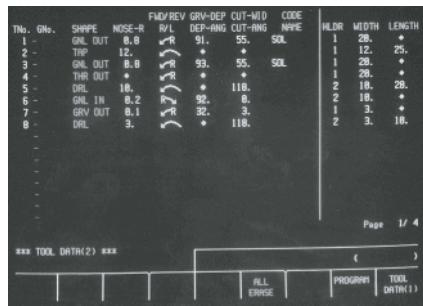 FWD/REV GRV-DEP CUT-WID CODE
TNo. GNo. SHAPE NOSE-R R/L DEP-ANG CUT-ANG NAME HLDR WIDTH LENGTH
1 - GNL OUT 0.8 R 91. 55. SOL 1 20. ◆
2 - TAP 12. ◆ ◆ 1 12. 25.
3 - GNL OUT 0.8 R 93. 55. SOL 1 20. ◆
4 - THR OUT ◆ R ◆ ◆ 1 20. ◆
5 - DRL 10. ◆ 118. 2 10. 20.
6 - GNL IN 0.2 R 92. 0. 2 8. ◆
7 - GRV OUT 0.1 R 32. 3. 1 3. ◆
8 - DRL 3. ◆ 118. 2 3. 10.
-
-
-
-
-
-
-
-
Page 1/ 4
*** TOOL DATA(2) ***
( )
ALL ERASE PROGRAM TOOL DATA(1)